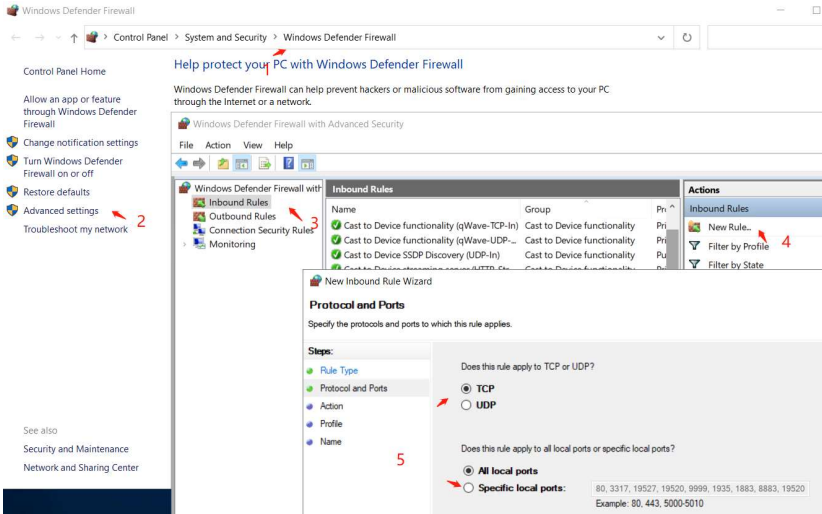 Windows Defender Firewall
Control Panel > System and Security > Windows Defender Firewall
1
Control Panel Home
Allow an app or feature
through Windows Defender
Firewall
Change notification settings
Turn Windows Defender
Firewall on or off
Restore defaults
Advanced settings
2
Troubleshoot my network
See also
Security and Maintenance
Network and Sharing Center
Help protect your PC with Windows Defender Firewall
Windows Defender Firewall can help prevent hackers or malicious software from gaining access to your PC
through the Internet or a network.
Windows Defender Firewall with Advanced Security
File Action View Help
Windows Defender Firewall with
Inbound Rules
Outbound Rules
3
Connection Security Rules
Monitoring
Inbound Rules
Name Group
Cast to Device functionality (qWave-TCP-In) Cast to Device functionality Pri
Cast to Device functionality (qWave-UDP-... Cast to Device functionality Pri
Cast to Device SSDP Discovery (UDP-In) Cast to Device functionality Pu
Actions
Inbound Rules
New Rule...
4
Filter by Profile
Filter by State
New Inbound Rule Wizard
Protocol and Ports
Specify the protocols and ports to which this rule applies.
Steps:
Rule Type
Protocol and Ports
Action
Profile
Name
5
Does this rule apply to TCP or UDP?
TCP
UDP
Does this rule apply to all local ports or specific local ports?
All local ports
Specific local ports: 80, 3317, 19527, 19520, 9999, 1935, 1883, 8883, 19520
Example: 80, 443, 5000-5010